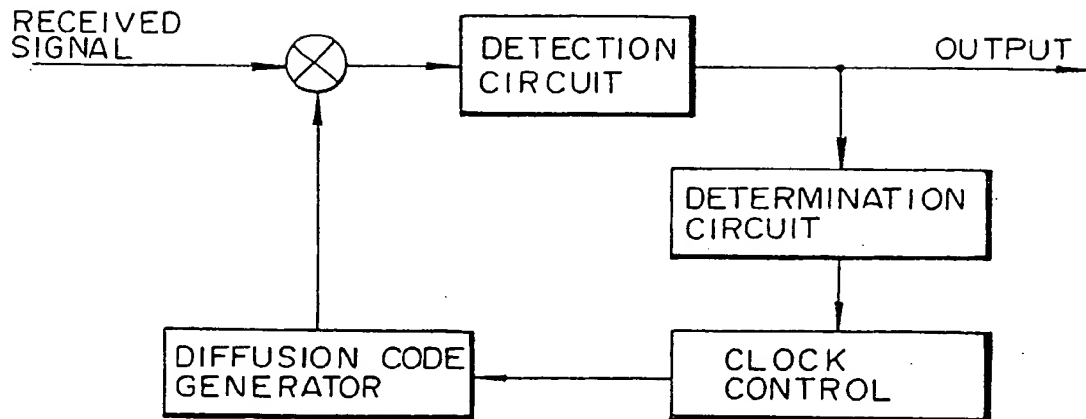 RECEIVED
SIGNAL
DETECTION
CIRCUIT
OUTPUT
DETERMINATION
CIRCUIT
DIFFUSION CODE
GENERATOR
CLOCK
CONTROL